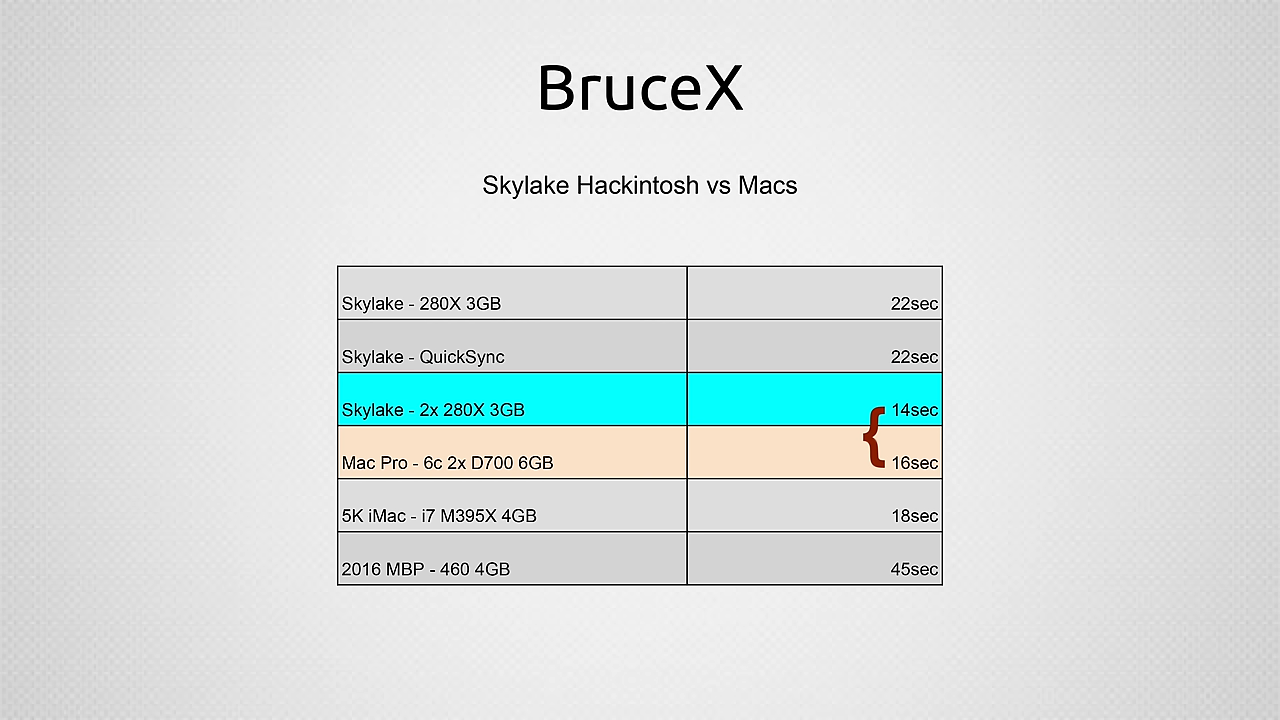 BruceX
Skylake Hackintosh vs Macs
Skylake - 280X 3GB 22sec
Skylake - QuickSync 22sec
Skylake - 2x 280X 3GB 14sec
{
Mac Pro - 6c 2x D700 6GB 16sec
5K iMac - i7 M395X 4GB 18sec
2016 MBP - 460 4GB 45sec